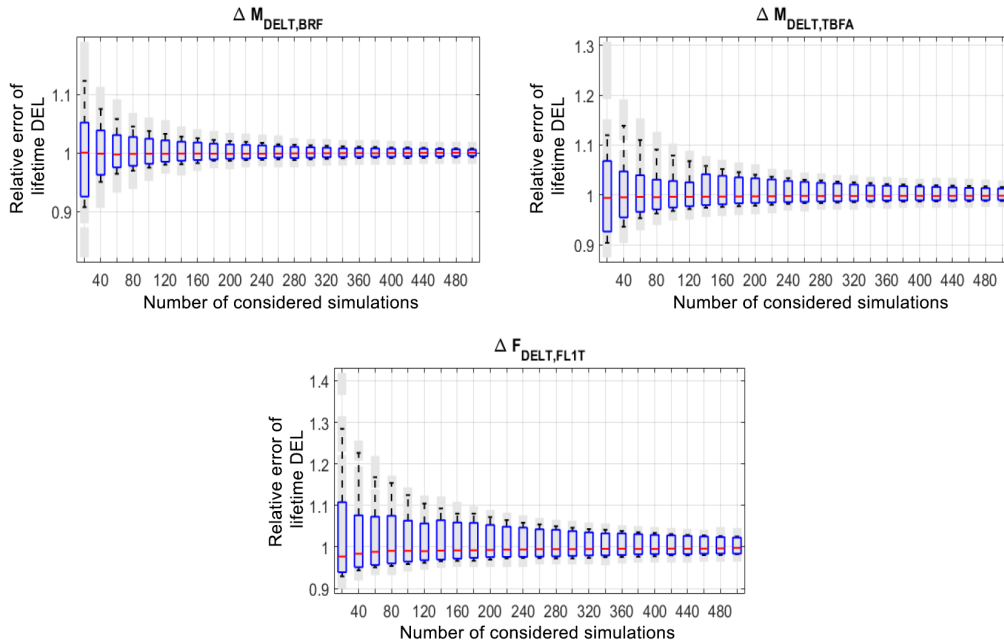 Δ M_DELT,BRF
Relative error of
lifetime DEL
1.1
1
0.9
40 80 120 160 200 240 280 320 360 400 440 480
Number of considered simulations
Δ M_DELT,TBFA
Relative error of
lifetime DEL
1.3
1.2
1.1
1.0
0.9
40 80 120 160 200 240 280 320 360 400 440 480
Number of considered simulations
Δ F_DELT,FL1T
Relative error of
lifetime DEL
1.4
1.3
1.2
1.1
1
0.9
40 80 120 160 200 240 280 320 360 400 440 480
Number of considered simulations